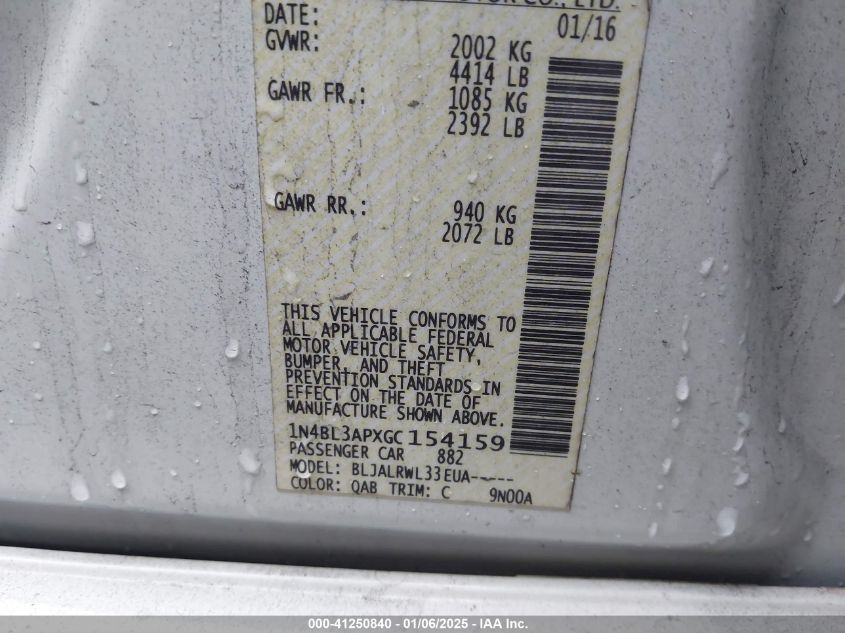 MOTOR CO., LTD.
DATE: 01/16
GVWR: 2002 KG
4414 LB
GAWR FR.: 1085 KG
2392 LB
GAWR RR.: 940 KG
2072 LB
THIS VEHICLE CONFORMS TO
ALL APPLICABLE FEDERAL
MOTOR VEHICLE SAFETY,
BUMPER, AND THEFT
PREVENTION STANDARDS IN
EFFECT ON THE DATE OF
MANUFACTURE SHOWN ABOVE.
1N4BL3APXGC154159
PASSENGER CAR 882
MODEL: BLJALRWL33EUA-----
COLOR: QAB TRIM: C 9N00A
000-41250840 - 01/06/2025 - IAA Inc.